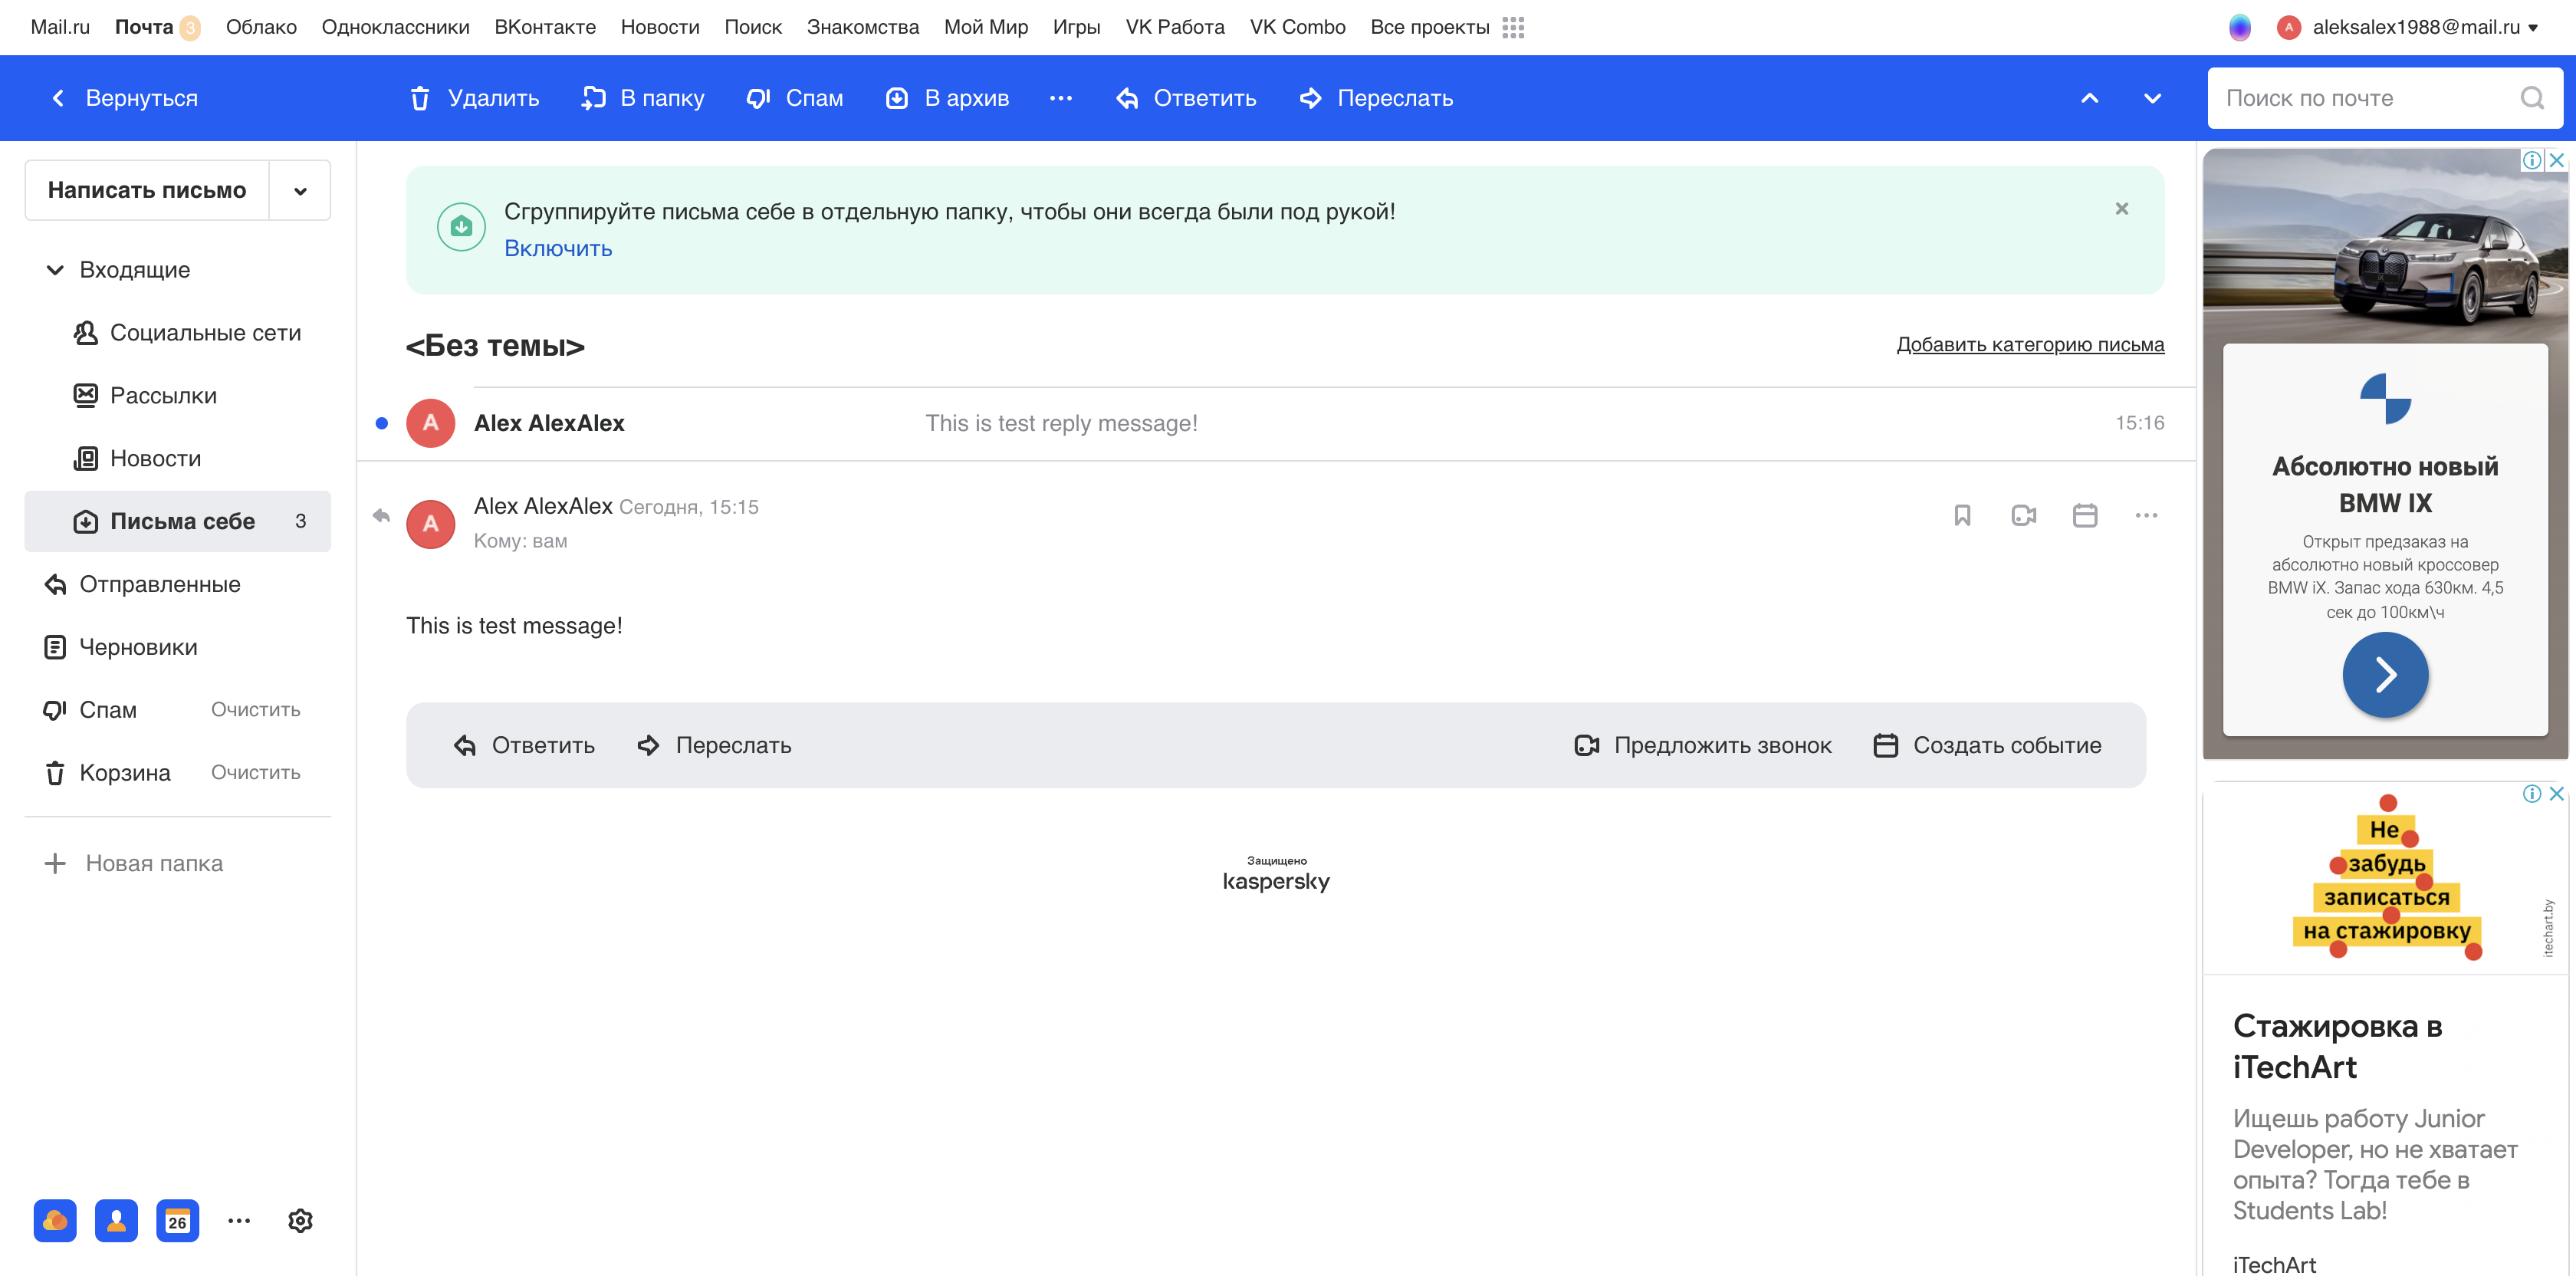 Mail.ru Почта 3 Облако Одноклассники ВКонтакте Новости Поиск Знакомства Мой Мир Игры VK Работа VK Combo Все проекты A aleksalex1988@mail.ru
Вернуться Удалить В папку Спам В архив Ответить Переслать Поиск по почте
Написать письмо
Входящие
Социальные сети
Рассылки
Новости
Письма себе 3
Отправленные
Черновики
Спам Очистить
Корзина Очистить
Новая папка
26
Сгруппируйте письма себе в отдельную папку, чтобы они всегда были под рукой!
Включить
<Без темы> Добавить категорию письма
A Alex AlexAlex This is test reply message! 15:16
A Alex AlexAlex Сегодня, 15:15
Кому: вам
This is test message!
Ответить Переслать Предложить звонок Создать событие
Защищено
kaspersky
Абсолютно новый
BMW IX
Открыт предзаказ на
абсолютно новый кроссовер
BMW iX. Запас хода 630км. 4,5
сек до 100км\ч
Не
забудь
записаться
на стажировку
itechart.by
Стажировка в
iTechArt
Ищешь работу Junior
Developer, но не хватает
опыта? Тогда тебе в
Students Lab!
iTechArt